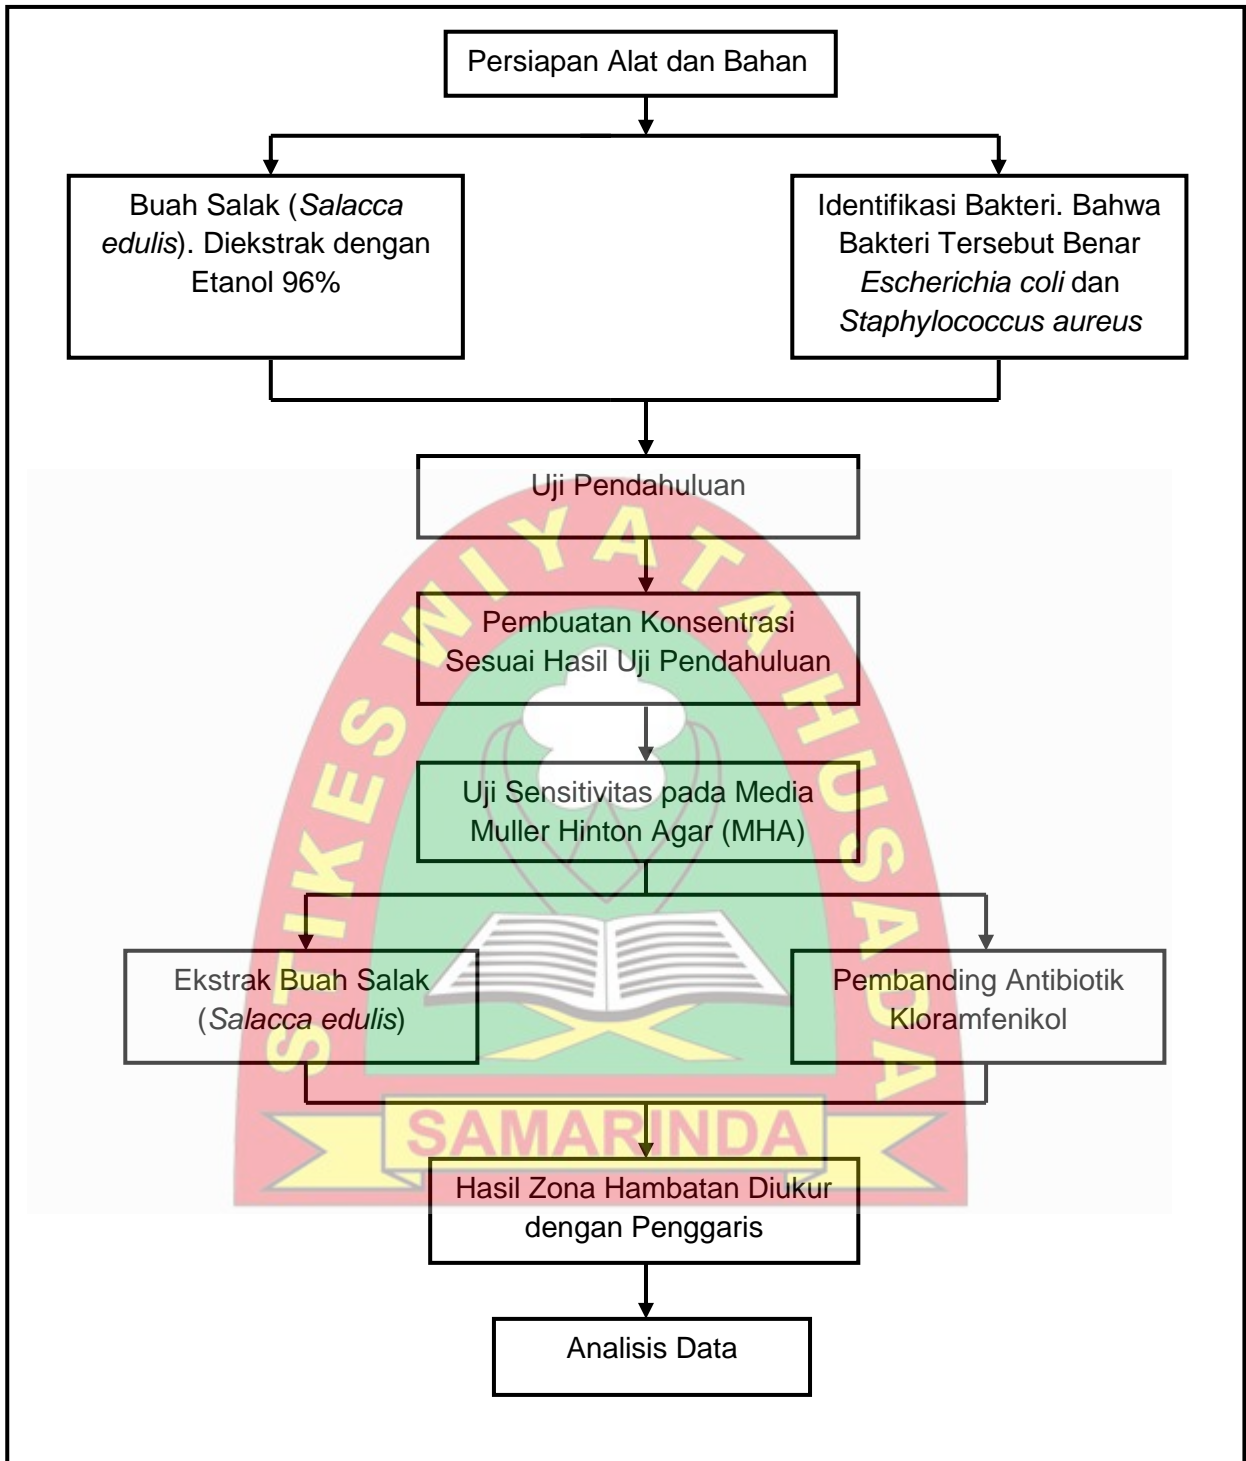 Persiapan Alat dan Bahan
Buah Salak (Salacca
edulis). Diekstrak dengan
Etanol 96%
Identifikasi Bakteri. Bahwa
Bakteri Tersebut Benar
Escherichia coli dan
Staphylococcus aureus
Uji Pendahuluan
Pembuatan Konsentrasi
Sesuai Hasil Uji Pendahuluan
Uji Sensitivitas pada Media
Muller Hinton Agar (MHA)
Ekstrak Buah Salak
(Salacca edulis)
Pembanding Antibiotik
Kloramfenikol
Hasil Zona Hambatan Diukur
dengan Penggaris
Analisis Data
STIKES WIYATA HUSADA
SAMARINDA